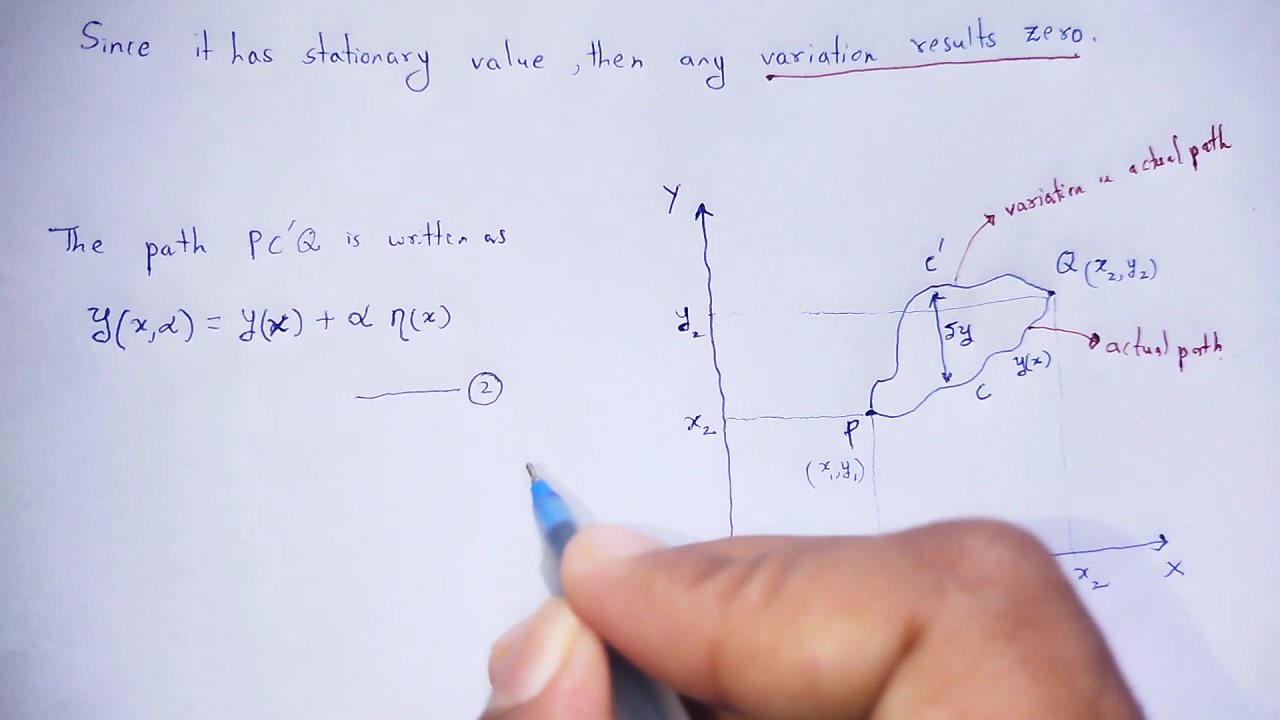 Since it has stationary value, then any variation results zero.
The path PC'Q is written as
y(x,α) = y(x) + α η(x)
2
Y
variation in actual path
C'
Q (x₂, y₂)
y₂
δy
actual path
y(x)
C
x₂
P
(x₁, y₁)
x₂
X